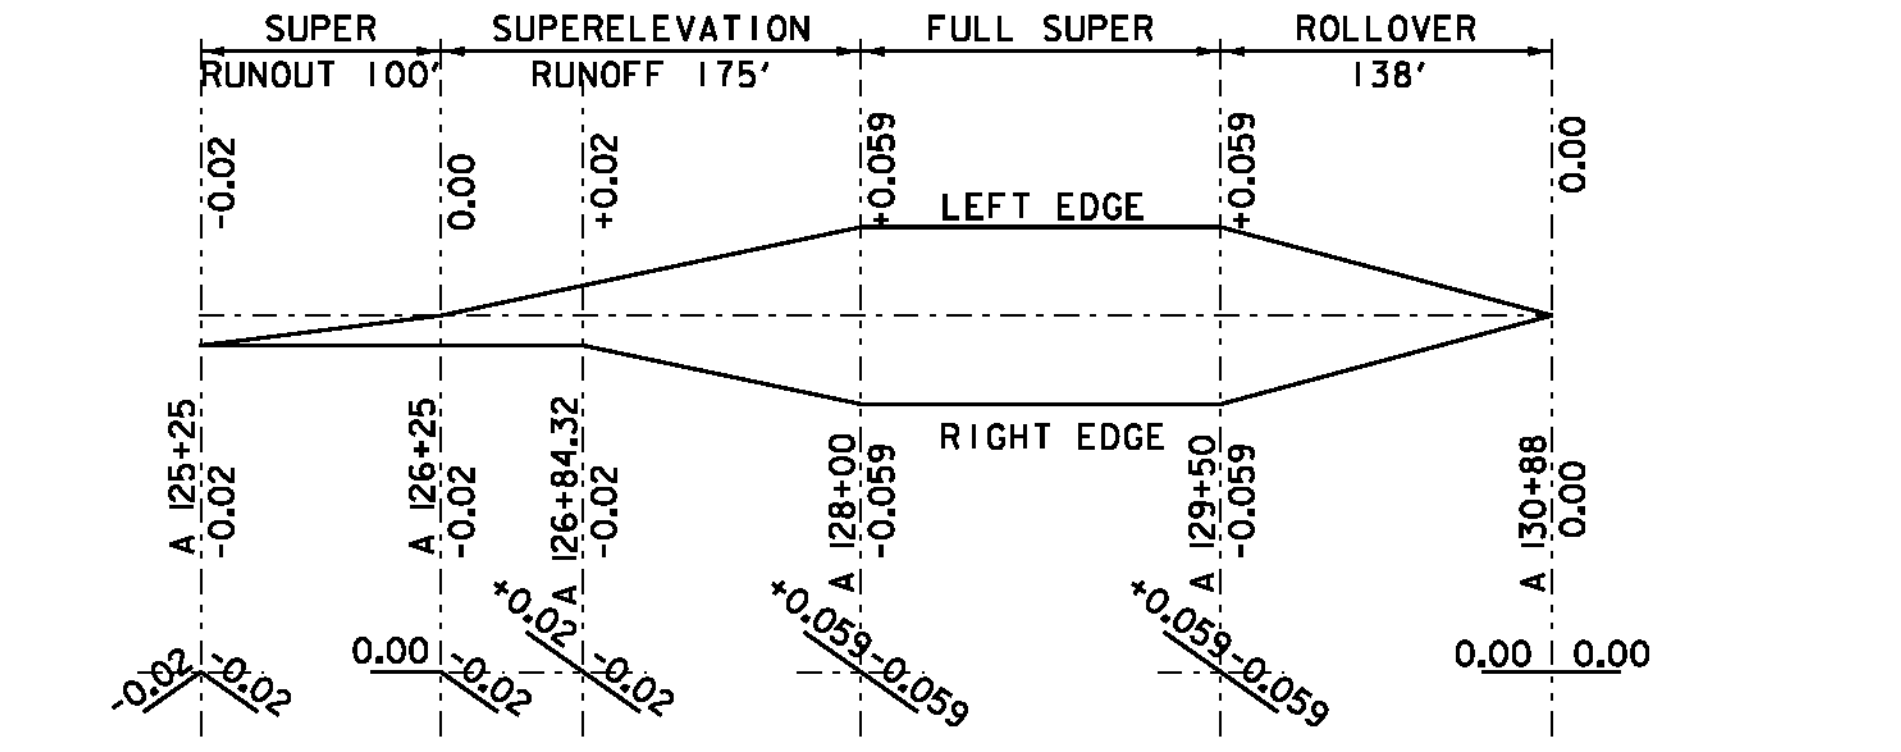 SUPER
RUNOUT 100'
SUPERELEVATION
RUNOFF 175'
FULL SUPER
ROLLOVER
138'
-0.02
0.00
+0.02
+0.059
+0.059
0.00
LEFT EDGE
RIGHT EDGE
A 125+25
-0.02
A 126+25
-0.02
A 126+84.32
-0.02
A 128+00
-0.059
A 129+50
-0.059
A 130+88
0.00
-0.02 -0.02
0.00 -0.02
+0.02 -0.02
+0.059 -0.059
+0.059 -0.059
0.00 0.00